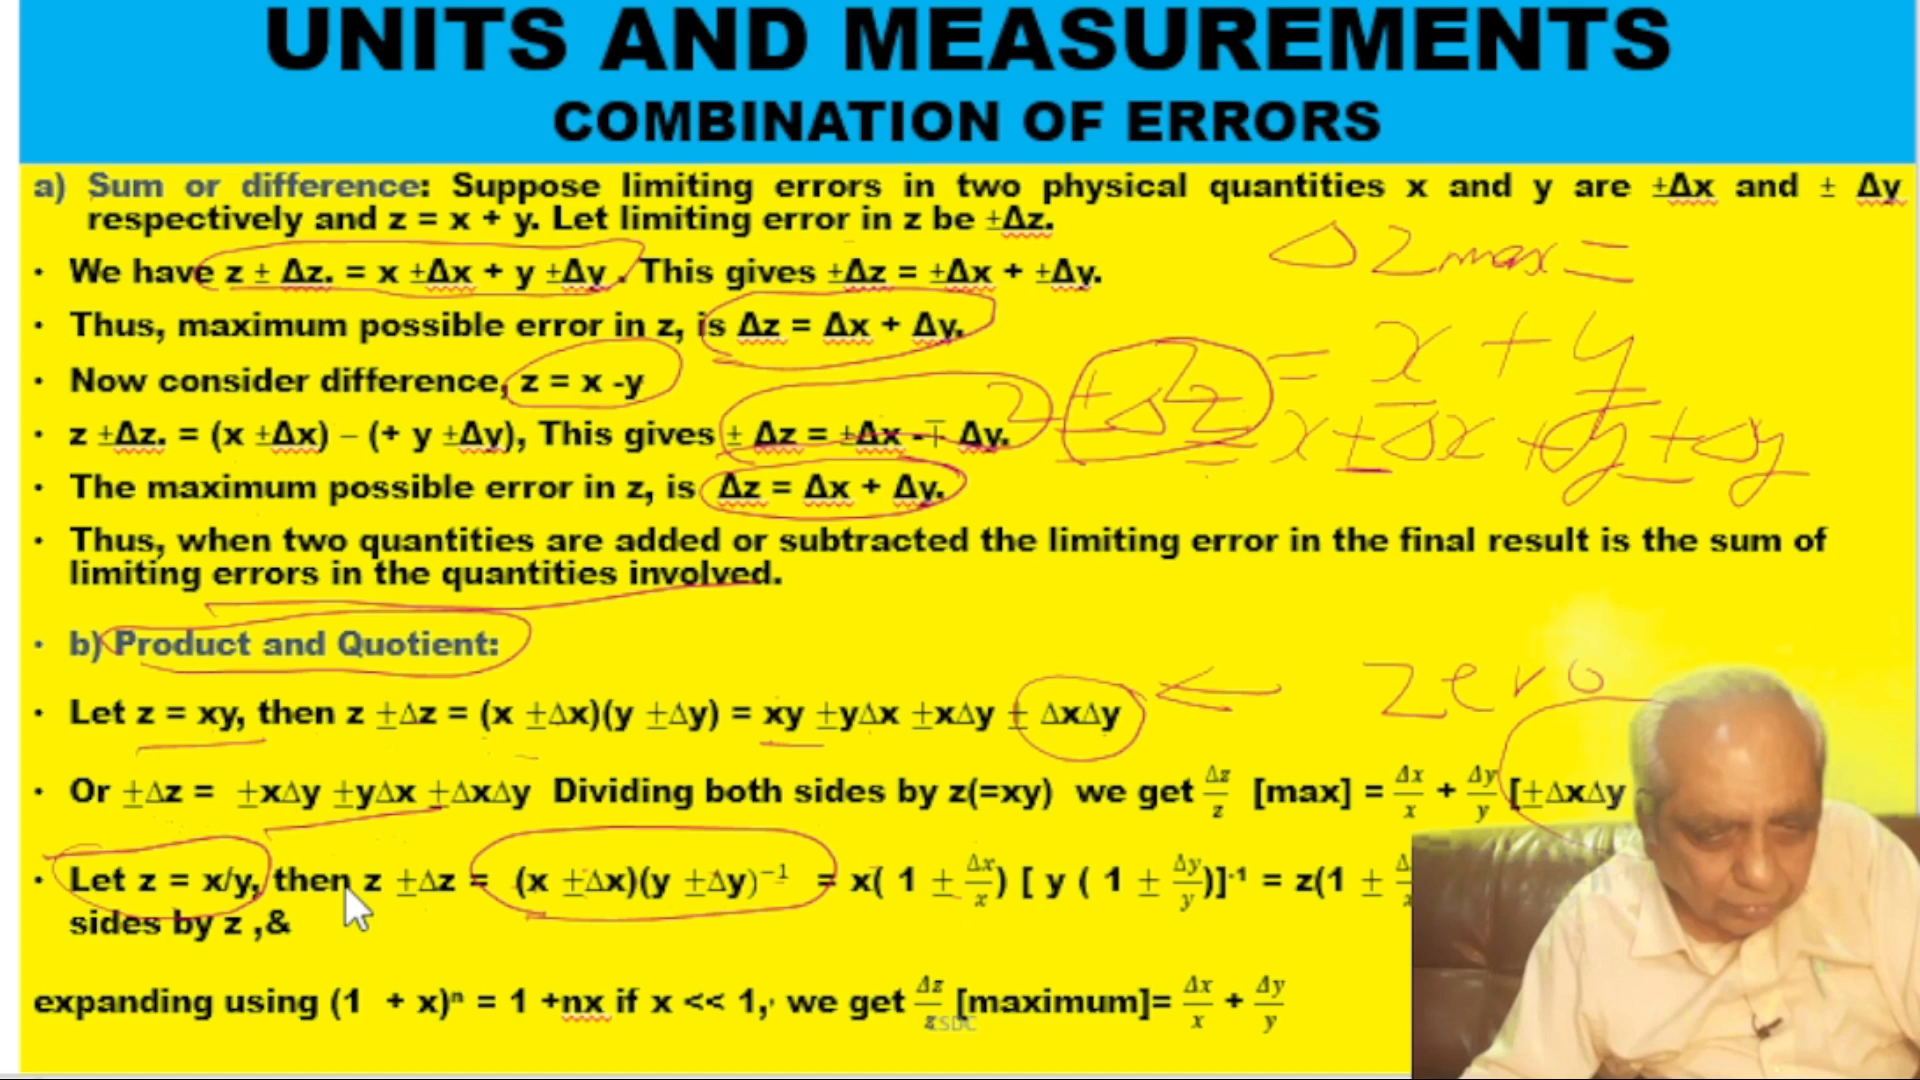 UNITS AND MEASUREMENTS
COMBINATION OF ERRORS
a) Sum or difference: Suppose limiting errors in two physical quantities x and y are ±Δx and ± Δy
respectively and z = x + y. Let limiting error in z be ±Δz.
ΔZmax=
• We have z ± Δz. = x ±Δx + y ±Δy . This gives ±Δz = ±Δx + ±Δy.
• Thus, maximum possible error in z, is Δz = Δx + Δy.
= x + y
• Now consider difference, z = x -y
z ± Δz = x ± Δx + y ± Δy
• z ±Δz. = (x ±Δx) – (+ y ±Δy), This gives ± Δz = ±Δx -∓ Δy.
• The maximum possible error in z, is Δz = Δx + Δy.
• Thus, when two quantities are added or subtracted the limiting error in the final result is the sum of
limiting errors in the quantities involved.
• b) Product and Quotient:
← zero
• Let z = xy, then z ±Δz = (x ±Δx)(y ±Δy) = xy ±yΔx ±xΔy ± ΔxΔy
• Or ±Δz = ±xΔy ±yΔx ±ΔxΔy Dividing both sides by z(=xy) we get Δz/z [max] = Δx/x + Δy/y [±ΔxΔy
• Let z = x/y, then z ±Δz = (x ±Δx)(y ±Δy)⁻¹ = x( 1 ± Δx/x) [ y ( 1 ± Δy/y)]⁻¹ = z(1 ±
sides by z ,&
expanding using (1 + x)ⁿ = 1 +nx if x << 1, we get Δz/z [maximum]= Δx/x + Δy/y